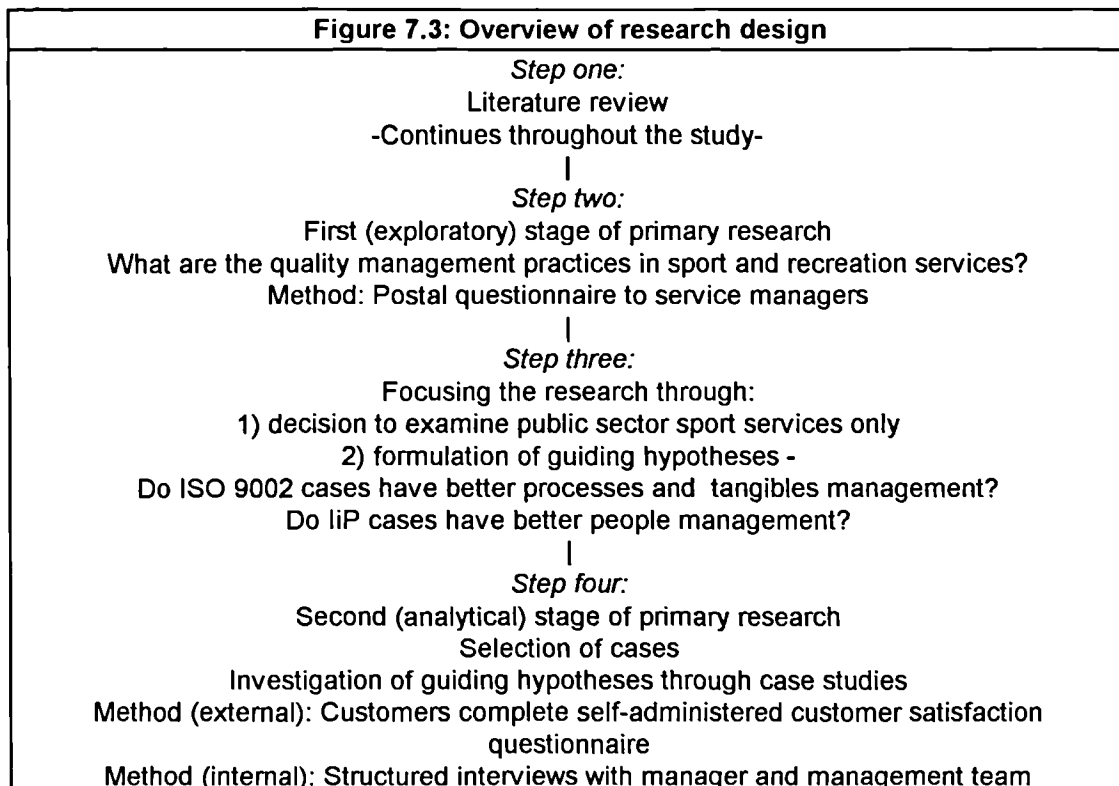 Figure 7.3: Overview of research design
Step one:
Literature review
-Continues throughout the study-
|
Step two:
First (exploratory) stage of primary research
What are the quality management practices in sport and recreation services?
Method: Postal questionnaire to service managers
|
Step three:
Focusing the research through:
1) decision to examine public sector sport services only
2) formulation of guiding hypotheses -
Do ISO 9002 cases have better processes and tangibles management?
Do IiP cases have better people management?
|
Step four:
Second (analytical) stage of primary research
Selection of cases
Investigation of guiding hypotheses through case studies
Method (external): Customers complete self-administered customer satisfaction
questionnaire
Method (internal): Structured interviews with manager and management team